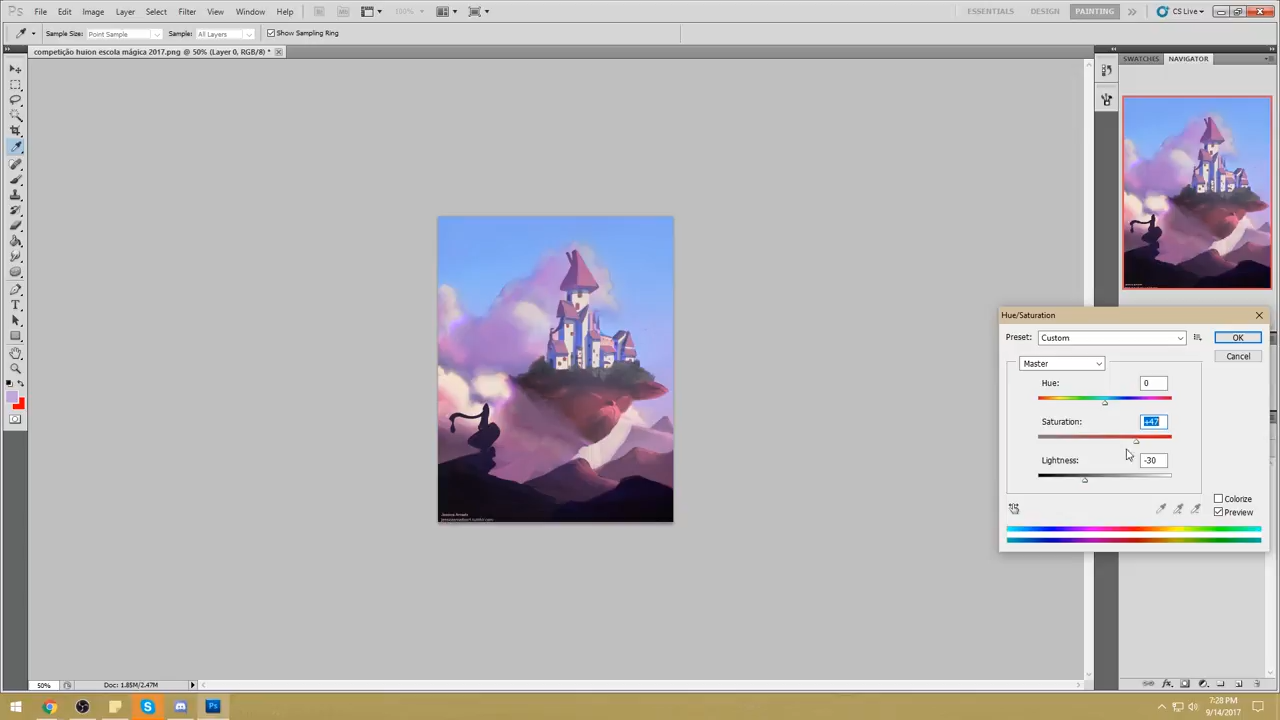 Ps File Edit Image Layer Select Filter View Window Help 100% ESSENTIALS DESIGN PAINTING CS Live
Sample Size: Point Sample Sample: All Layers Show Sampling Ring
competição huion escola mágica 2017.png @ 50% (Layer 0, RGB/8) *
SWATCHES NAVIGATOR
Hue/Saturation
Preset: Custom OK
Master Cancel
Hue: 0
Saturation: +47
Lightness: -30
Colorize
Preview
50% Doc: 1.85M/2.47M
7:28 PM
9/14/2017